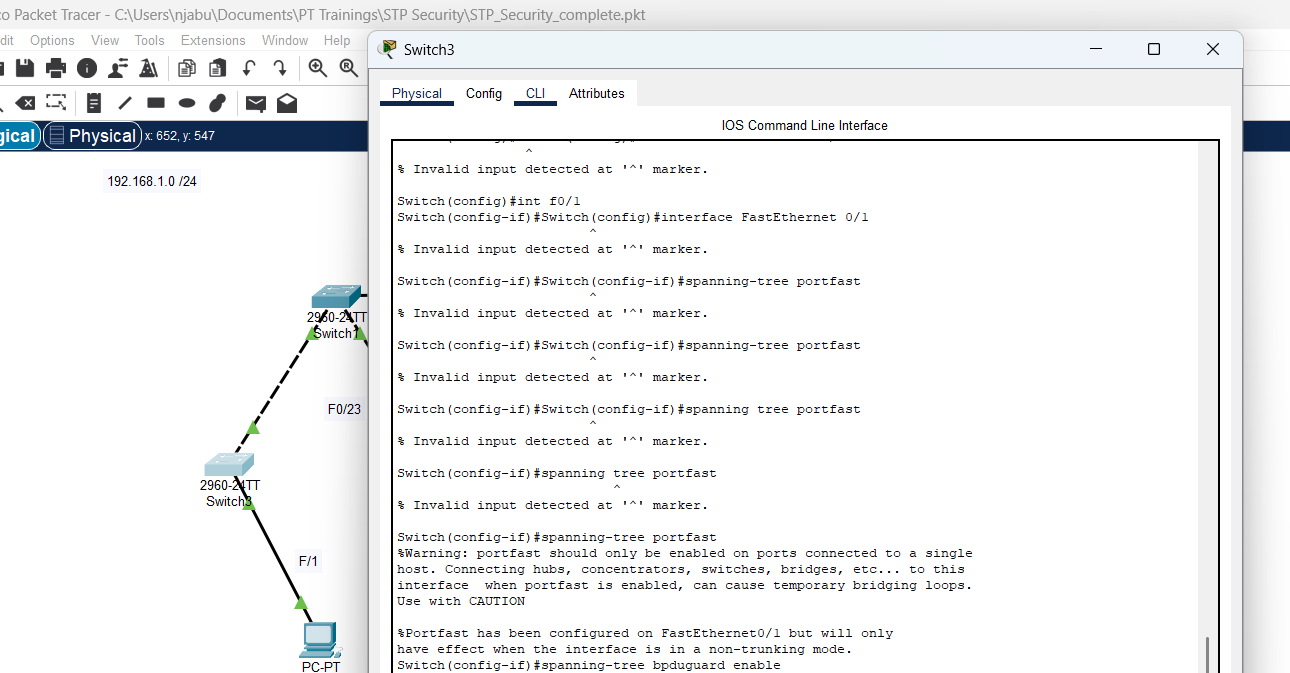 co Packet Tracer - C:\Users\njabu\Documents\PT Trainings\STP Security\STP_Security_complete.pkt
dit Options View Tools Extensions Window Help
Switch3
Physical Config CLI Attributes
gical Physical x: 652, y: 547
IOS Command Line Interface
192.168.1.0 /24
^
% Invalid input detected at '^' marker.
Switch(config)#int f0/1
Switch(config-if)#Switch(config)#interface FastEthernet 0/1
^
% Invalid input detected at '^' marker.
Switch(config-if)#Switch(config-if)#spanning-tree portfast
^
% Invalid input detected at '^' marker.
Switch(config-if)#Switch(config-if)#spanning-tree portfast
^
% Invalid input detected at '^' marker.
Switch(config-if)#Switch(config-if)#spanning tree portfast
^
% Invalid input detected at '^' marker.
Switch(config-if)#spanning tree portfast
^
% Invalid input detected at '^' marker.
Switch(config-if)#spanning-tree portfast
%Warning: portfast should only be enabled on ports connected to a single
host. Connecting hubs, concentrators, switches, bridges, etc... to this
interface  when portfast is enabled, can cause temporary bridging loops.
Use with CAUTION
%Portfast has been configured on FastEthernet0/1 but will only
have effect when the interface is in a non-trunking mode.
Switch(config-if)#spanning-tree bpduguard enable
2960-24TT
Switch1
F0/23
2960-24TT
Switch3
F/1
PC-PT